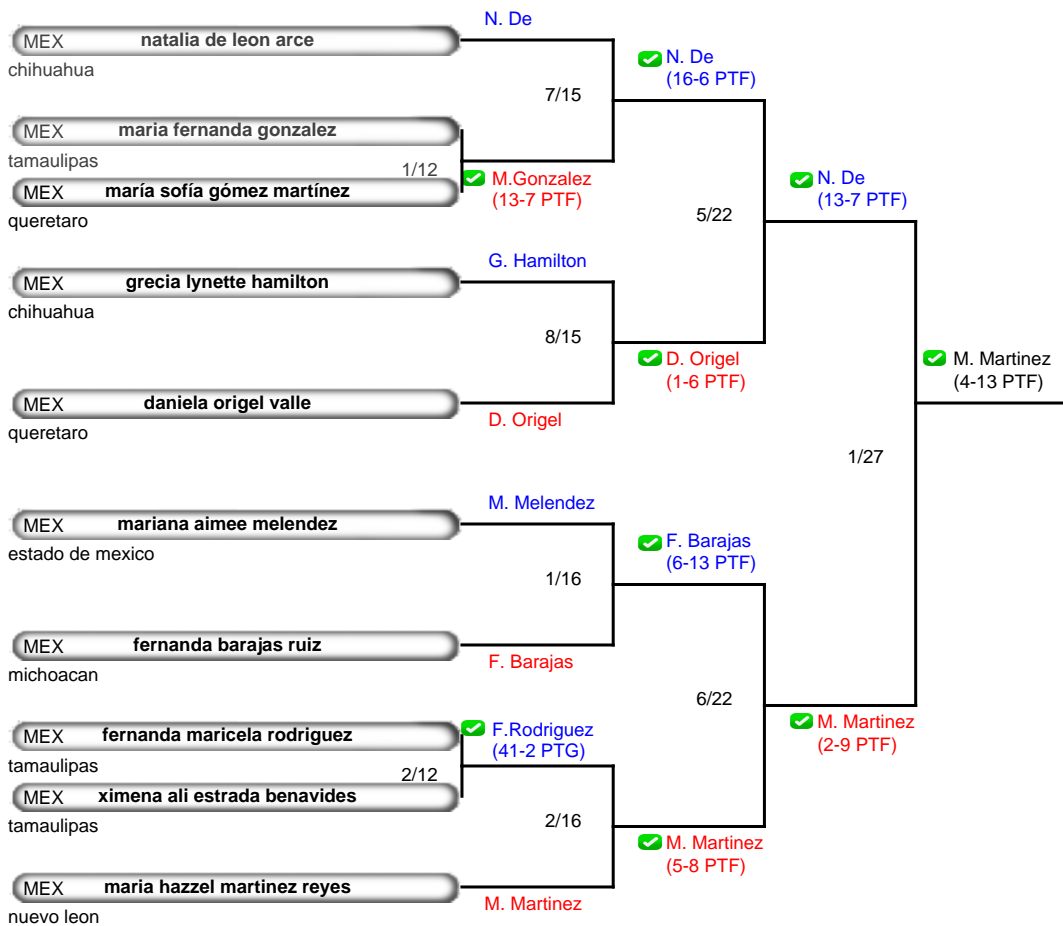 N. De
MEX natalia de leon arce
chihuahua
N. De
(16-6 PTF)
7/15
MEX maria fernanda gonzalez
tamaulipas
1/12
M.Gonzalez
(13-7 PTF)
MEX maría sofía gómez martínez
queretaro
N. De
(13-7 PTF)
5/22
G. Hamilton
MEX grecia lynette hamilton
chihuahua
8/15
D. Origel
(1-6 PTF)
M. Martinez
(4-13 PTF)
MEX daniela origel valle
queretaro
D. Origel
1/27
M. Melendez
MEX mariana aimee melendez
estado de mexico
F. Barajas
(6-13 PTF)
1/16
MEX fernanda barajas ruiz
michoacan
F. Barajas
6/22
M. Martinez
(2-9 PTF)
MEX fernanda maricela rodriguez
tamaulipas
F.Rodriguez
(41-2 PTG)
2/12
MEX ximena ali estrada benavides
tamaulipas
2/16
M. Martinez
(5-8 PTF)
MEX maria hazzel martinez reyes
nuevo leon
M. Martinez